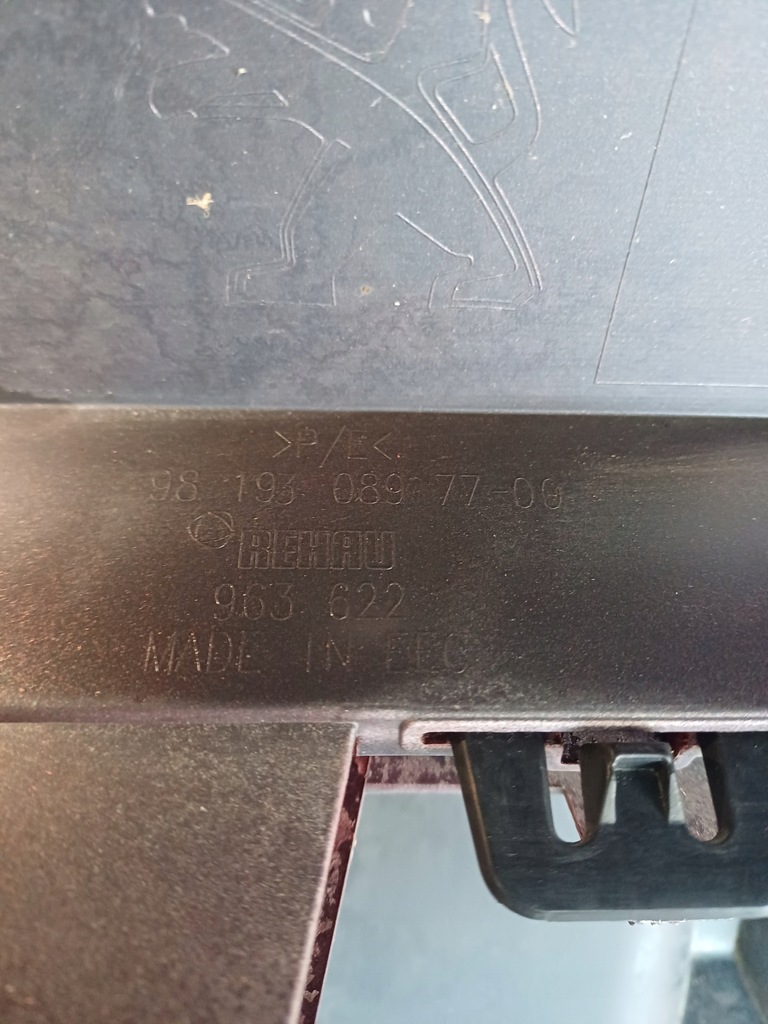 >P/E<
98 193 089 77-00
REHAU
963 622
MADE IN EEC